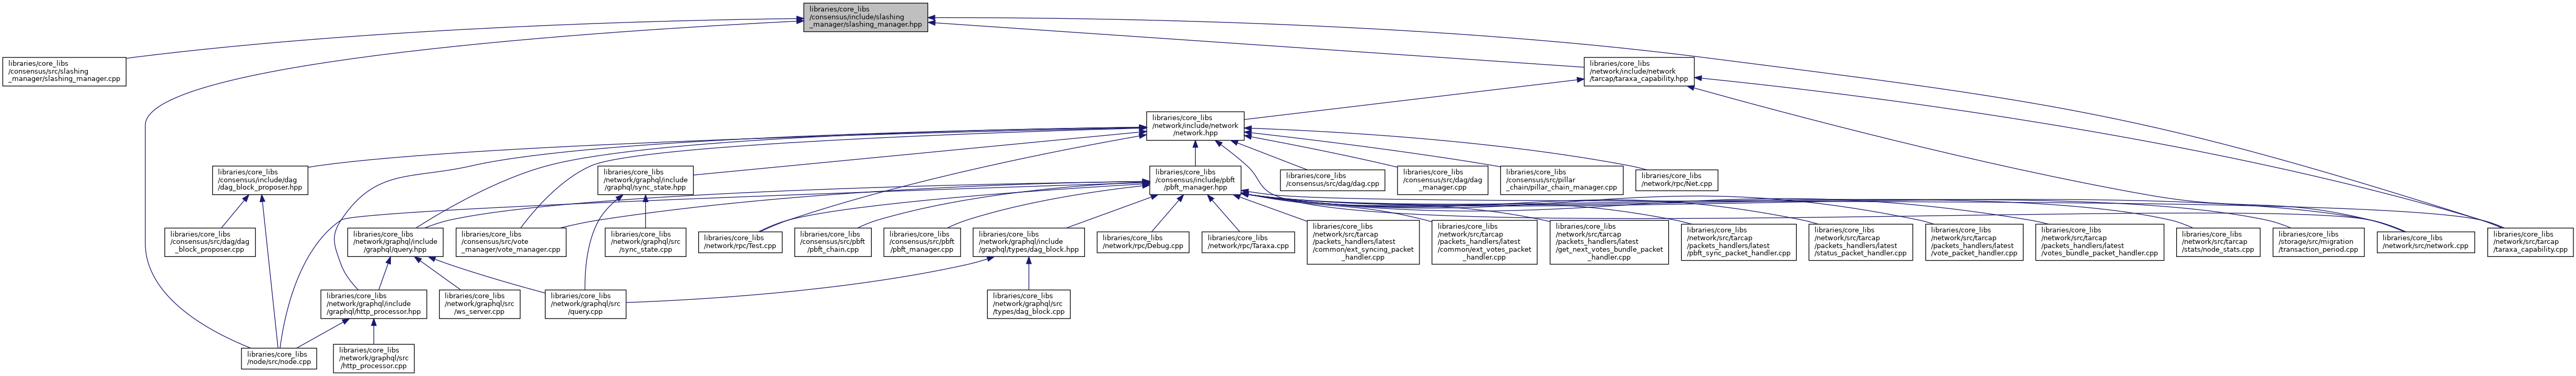 libraries/core_libs
/consensus/include/slashing
_manager/slashing_manager.hpp
libraries/core_libs
/consensus/src/slashing
_manager/slashing_manager.cpp
libraries/core_libs
/network/include/network
/tarcap/taraxa_capability.hpp
libraries/core_libs
/network/include/network
/network.hpp
libraries/core_libs
/consensus/include/dag
/dag_block_proposer.hpp
libraries/core_libs
/network/graphql/include
/graphql/sync_state.hpp
libraries/core_libs
/consensus/include/pbft
/pbft_manager.hpp
libraries/core_libs
/consensus/src/dag/dag.cpp
libraries/core_libs
/consensus/src/dag/dag
_manager.cpp
libraries/core_libs
/consensus/src/pillar
_chain/pillar_chain_manager.cpp
libraries/core_libs
/network/rpc/Net.cpp
libraries/core_libs
/consensus/src/dag/dag
_block_proposer.cpp
libraries/core_libs
/network/graphql/include
/graphql/query.hpp
libraries/core_libs
/consensus/src/vote
_manager/vote_manager.cpp
libraries/core_libs
/network/graphql/src
/sync_state.cpp
libraries/core_libs
/network/rpc/Test.cpp
libraries/core_libs
/consensus/src/pbft
/pbft_chain.cpp
libraries/core_libs
/consensus/src/pbft
/pbft_manager.cpp
libraries/core_libs
/network/graphql/include
/graphql/types/dag_block.hpp
libraries/core_libs
/network/rpc/Debug.cpp
libraries/core_libs
/network/rpc/Taraxa.cpp
libraries/core_libs
/network/src/tarcap
/packets_handlers/latest
/common/ext_syncing_packet
_handler.cpp
libraries/core_libs
/network/src/tarcap
/packets_handlers/latest
/common/ext_votes_packet
_handler.cpp
libraries/core_libs
/network/src/tarcap
/packets_handlers/latest
/get_next_votes_bundle_packet
_handler.cpp
libraries/core_libs
/network/src/tarcap
/packets_handlers/latest
/pbft_sync_packet_handler.cpp
libraries/core_libs
/network/src/tarcap
/packets_handlers/latest
/status_packet_handler.cpp
libraries/core_libs
/network/src/tarcap
/packets_handlers/latest
/vote_packet_handler.cpp
libraries/core_libs
/network/src/tarcap
/packets_handlers/latest
/votes_bundle_packet_handler.cpp
libraries/core_libs
/network/src/tarcap
/stats/node_stats.cpp
libraries/core_libs
/storage/src/migration
/transaction_period.cpp
libraries/core_libs
/network/src/network.cpp
libraries/core_libs
/network/src/tarcap
/taraxa_capability.cpp
libraries/core_libs
/network/graphql/include
/graphql/http_processor.hpp
libraries/core_libs
/network/graphql/src
/ws_server.cpp
libraries/core_libs
/network/graphql/src
/query.cpp
libraries/core_libs
/network/graphql/src
/types/dag_block.cpp
libraries/core_libs
/node/src/node.cpp
libraries/core_libs
/network/graphql/src
/http_processor.cpp